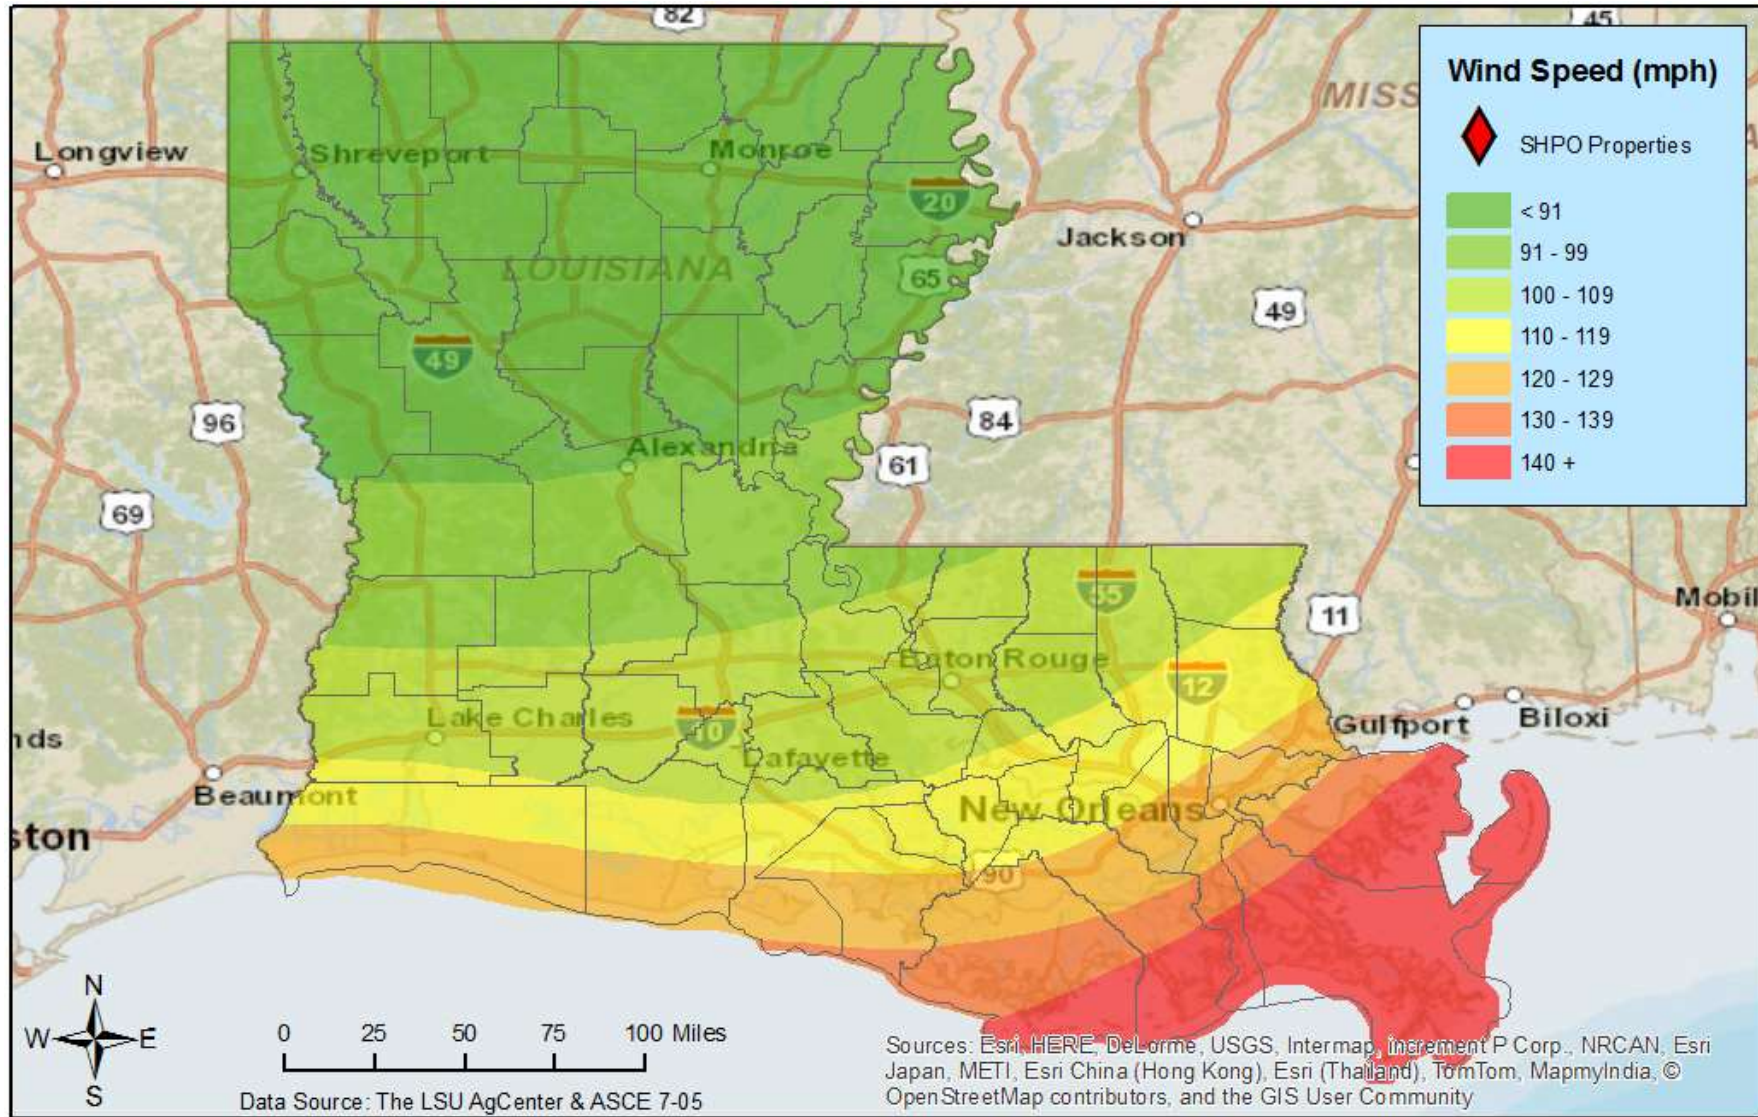 82
45
Wind Speed (mph)
SHPO Properties
< 91
91 - 99
100 - 109
110 - 119
120 - 129
130 - 139
140 +
MISS
Longview
Shreveport
Monroe
20
Jackson
LOUISIANA
65
49
49
96
84
Alexandria
61
69
55
11
Mobil
Baton Rouge
12
Lake Charles
10
Gulfport
Biloxi
nds
Lafayette
Beaumont
New Orleans
ston
90
N
W
E
S
0 25 50 75 100 Miles
Data Source: The LSU AgCenter & ASCE 7-05
Sources: Esri, HERE, DeLorme, USGS, Intermap, increment P Corp., NRCAN, Esri
Japan, METI, Esri China (Hong Kong), Esri (Thailand), TomTom, MapmyIndia, ©
OpenStreetMap contributors, and the GIS User Community